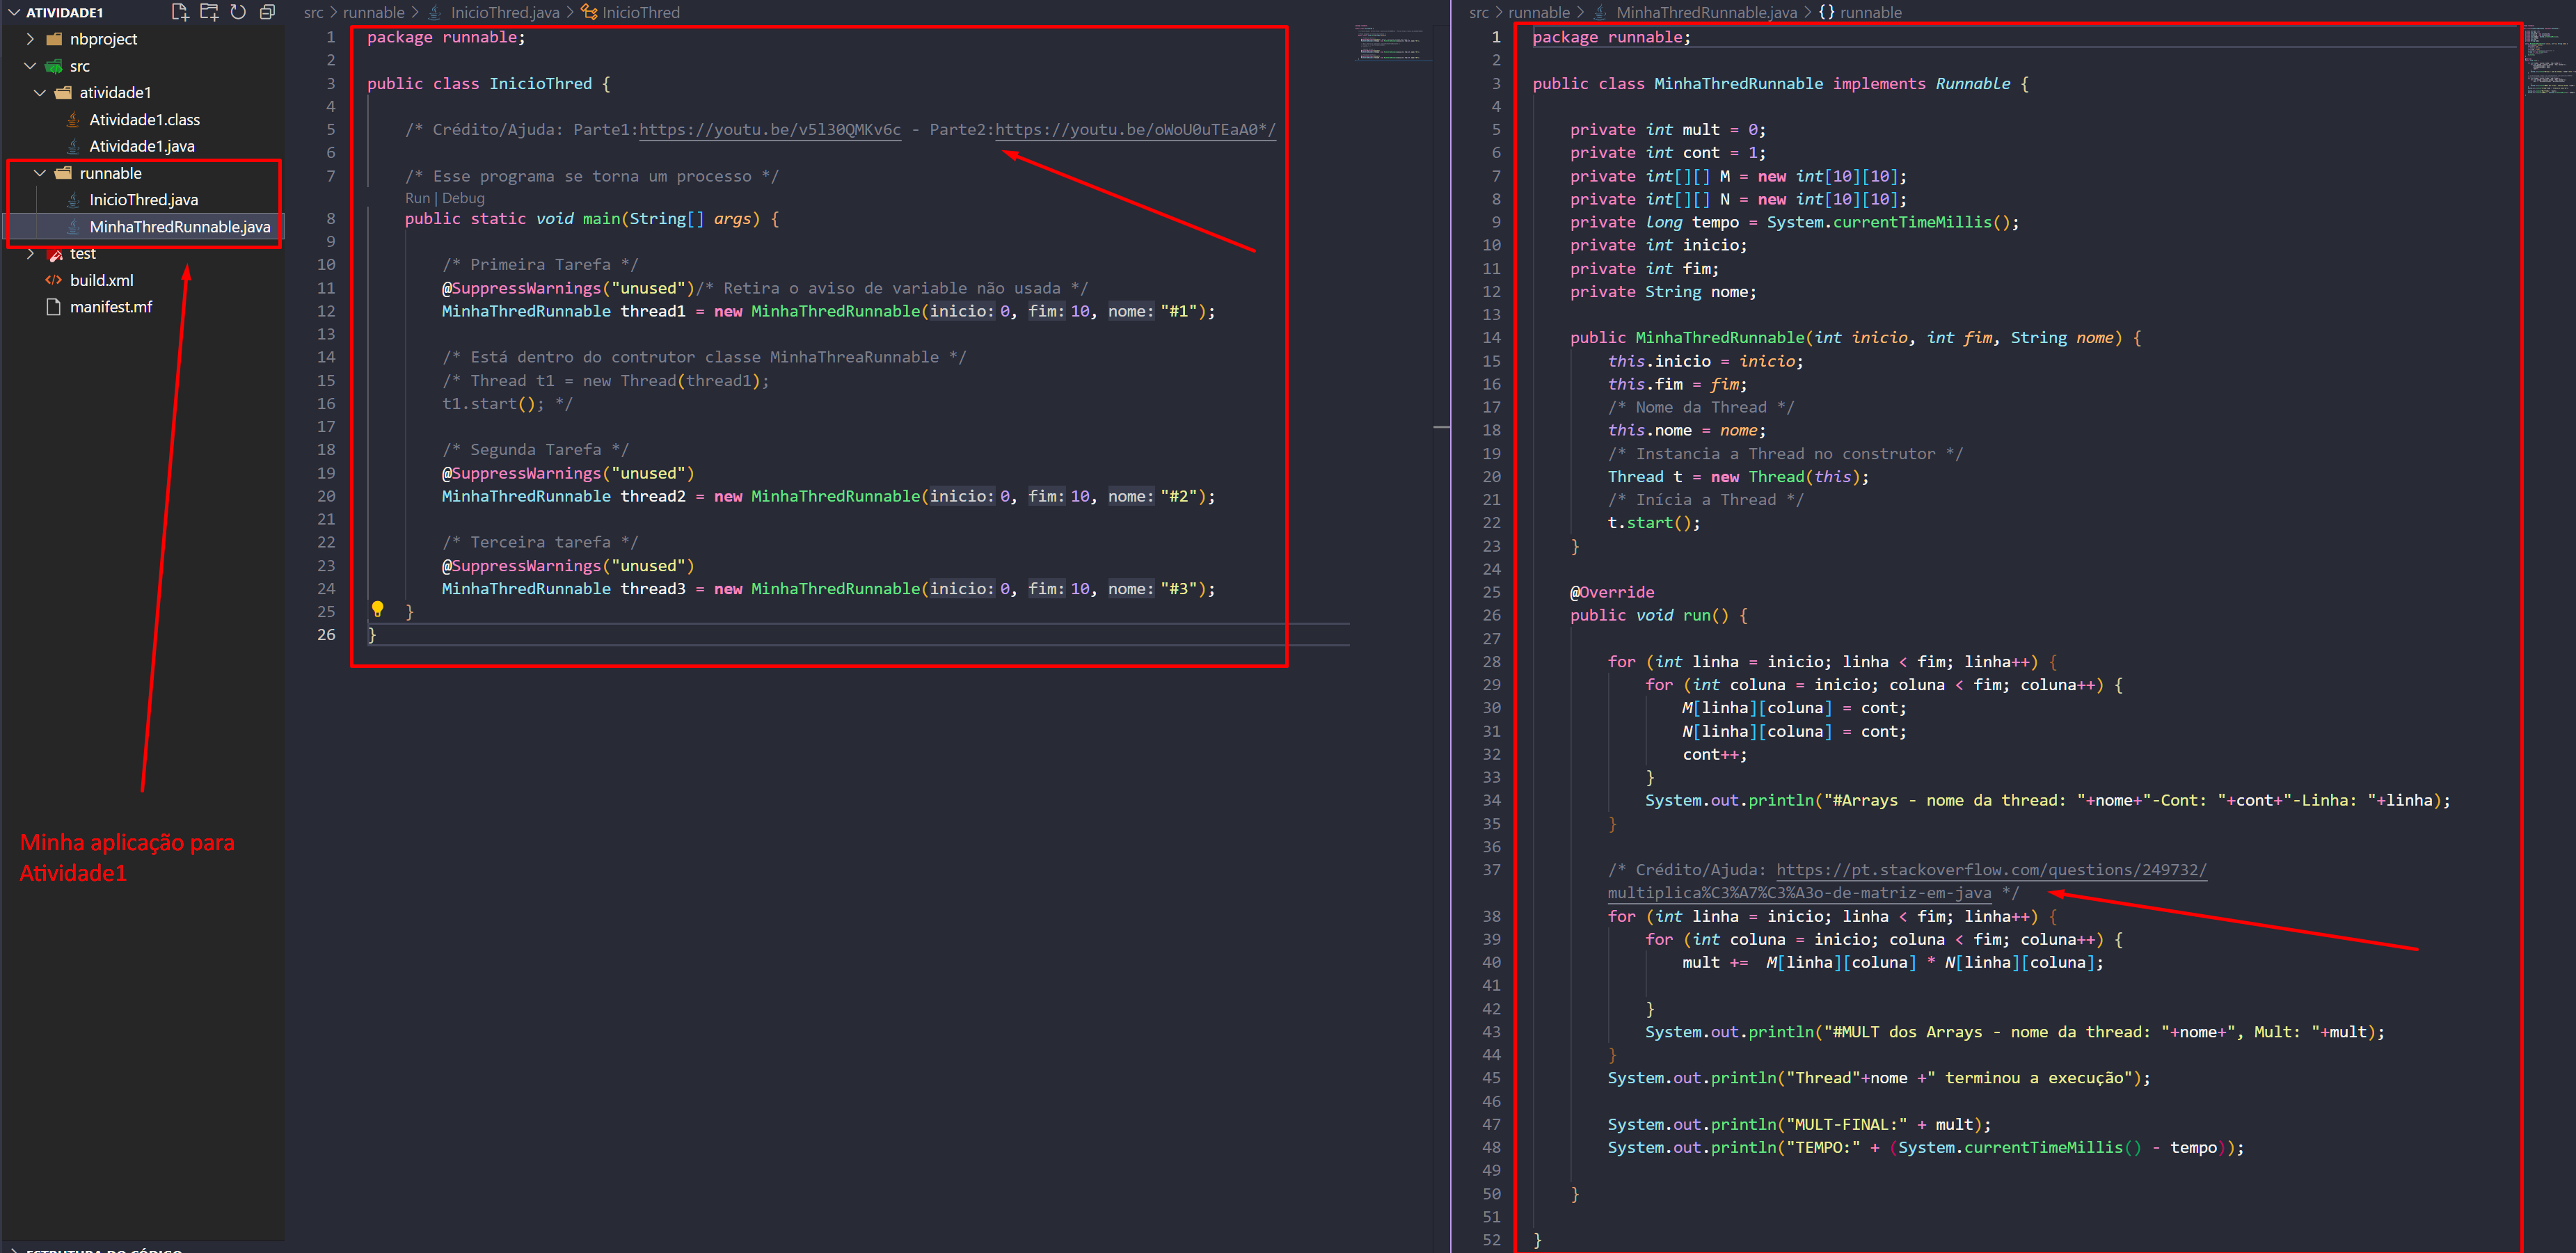 ATIVIDADE1
nbproject
src
atividade1
Atividade1.class
Atividade1.java
runnable
InicioThred.java
MinhaThredRunnable.java
test
build.xml
manifest.mf
Minha aplicação para
Atividade1
src > runnable > InicioThred.java > InicioThred
1 package runnable;
2
3 public class InicioThred {
4
5 /* Crédito/Ajuda: Parte1:https://youtu.be/v5l30QMKv6c - Parte2:https://youtu.be/oWoU0uTEaA0*/
6
7 /* Esse programa se torna um processo */
Run | Debug
8 public static void main(String[] args) {
9
10 /* Primeira Tarefa */
11 @SuppressWarnings("unused")/* Retira o aviso de variable não usada */
12 MinhaThredRunnable thread1 = new MinhaThredRunnable(inicio: 0, fim: 10, nome: "#1");
13
14 /* Está dentro do contrutor classe MinhaThreaRunnable */
15 /* Thread t1 = new Thread(thread1);
16 t1.start(); */
17
18 /* Segunda Tarefa */
19 @SuppressWarnings("unused")
20 MinhaThredRunnable thread2 = new MinhaThredRunnable(inicio: 0, fim: 10, nome: "#2");
21
22 /* Terceira tarefa */
23 @SuppressWarnings("unused")
24 MinhaThredRunnable thread3 = new MinhaThredRunnable(inicio: 0, fim: 10, nome: "#3");
25 }
26 }
src > runnable > MinhaThredRunnable.java > {} runnable
1 package runnable;
2
3 public class MinhaThredRunnable implements Runnable {
4
5 private int mult = 0;
6 private int cont = 1;
7 private int[][] M = new int[10][10];
8 private int[][] N = new int[10][10];
9 private long tempo = System.currentTimeMillis();
10 private int inicio;
11 private int fim;
12 private String nome;
13
14 public MinhaThredRunnable(int inicio, int fim, String nome) {
15 this.inicio = inicio;
16 this.fim = fim;
17 /* Nome da Thread */
18 this.nome = nome;
19 /* Instancia a Thread no construtor */
20 Thread t = new Thread(this);
21 /* Inícia a Thread */
22 t.start();
23 }
24
25 @Override
26 public void run() {
27
28 for (int linha = inicio; linha < fim; linha++) {
29 for (int coluna = inicio; coluna < fim; coluna++) {
30 M[linha][coluna] = cont;
31 N[linha][coluna] = cont;
32 cont++;
33 }
34 System.out.println("#Arrays - nome da thread: "+nome+"-Cont: "+cont+"-Linha: "+linha);
35 }
36
37 /* Crédito/Ajuda: https://pt.stackoverflow.com/questions/249732/
multiplica%C3%A7%C3%A3o-de-matriz-em-java */
38 for (int linha = inicio; linha < fim; linha++) {
39 for (int coluna = inicio; coluna < fim; coluna++) {
40 mult += M[linha][coluna] * N[linha][coluna];
41
42 }
43 System.out.println("#MULT dos Arrays - nome da thread: "+nome+", Mult: "+mult);
44 }
45 System.out.println("Thread"+nome +" terminou a execução");
46
47 System.out.println("MULT-FINAL:" + mult);
48 System.out.println("TEMPO:" + (System.currentTimeMillis() - tempo));
49
50 }
51
52 }